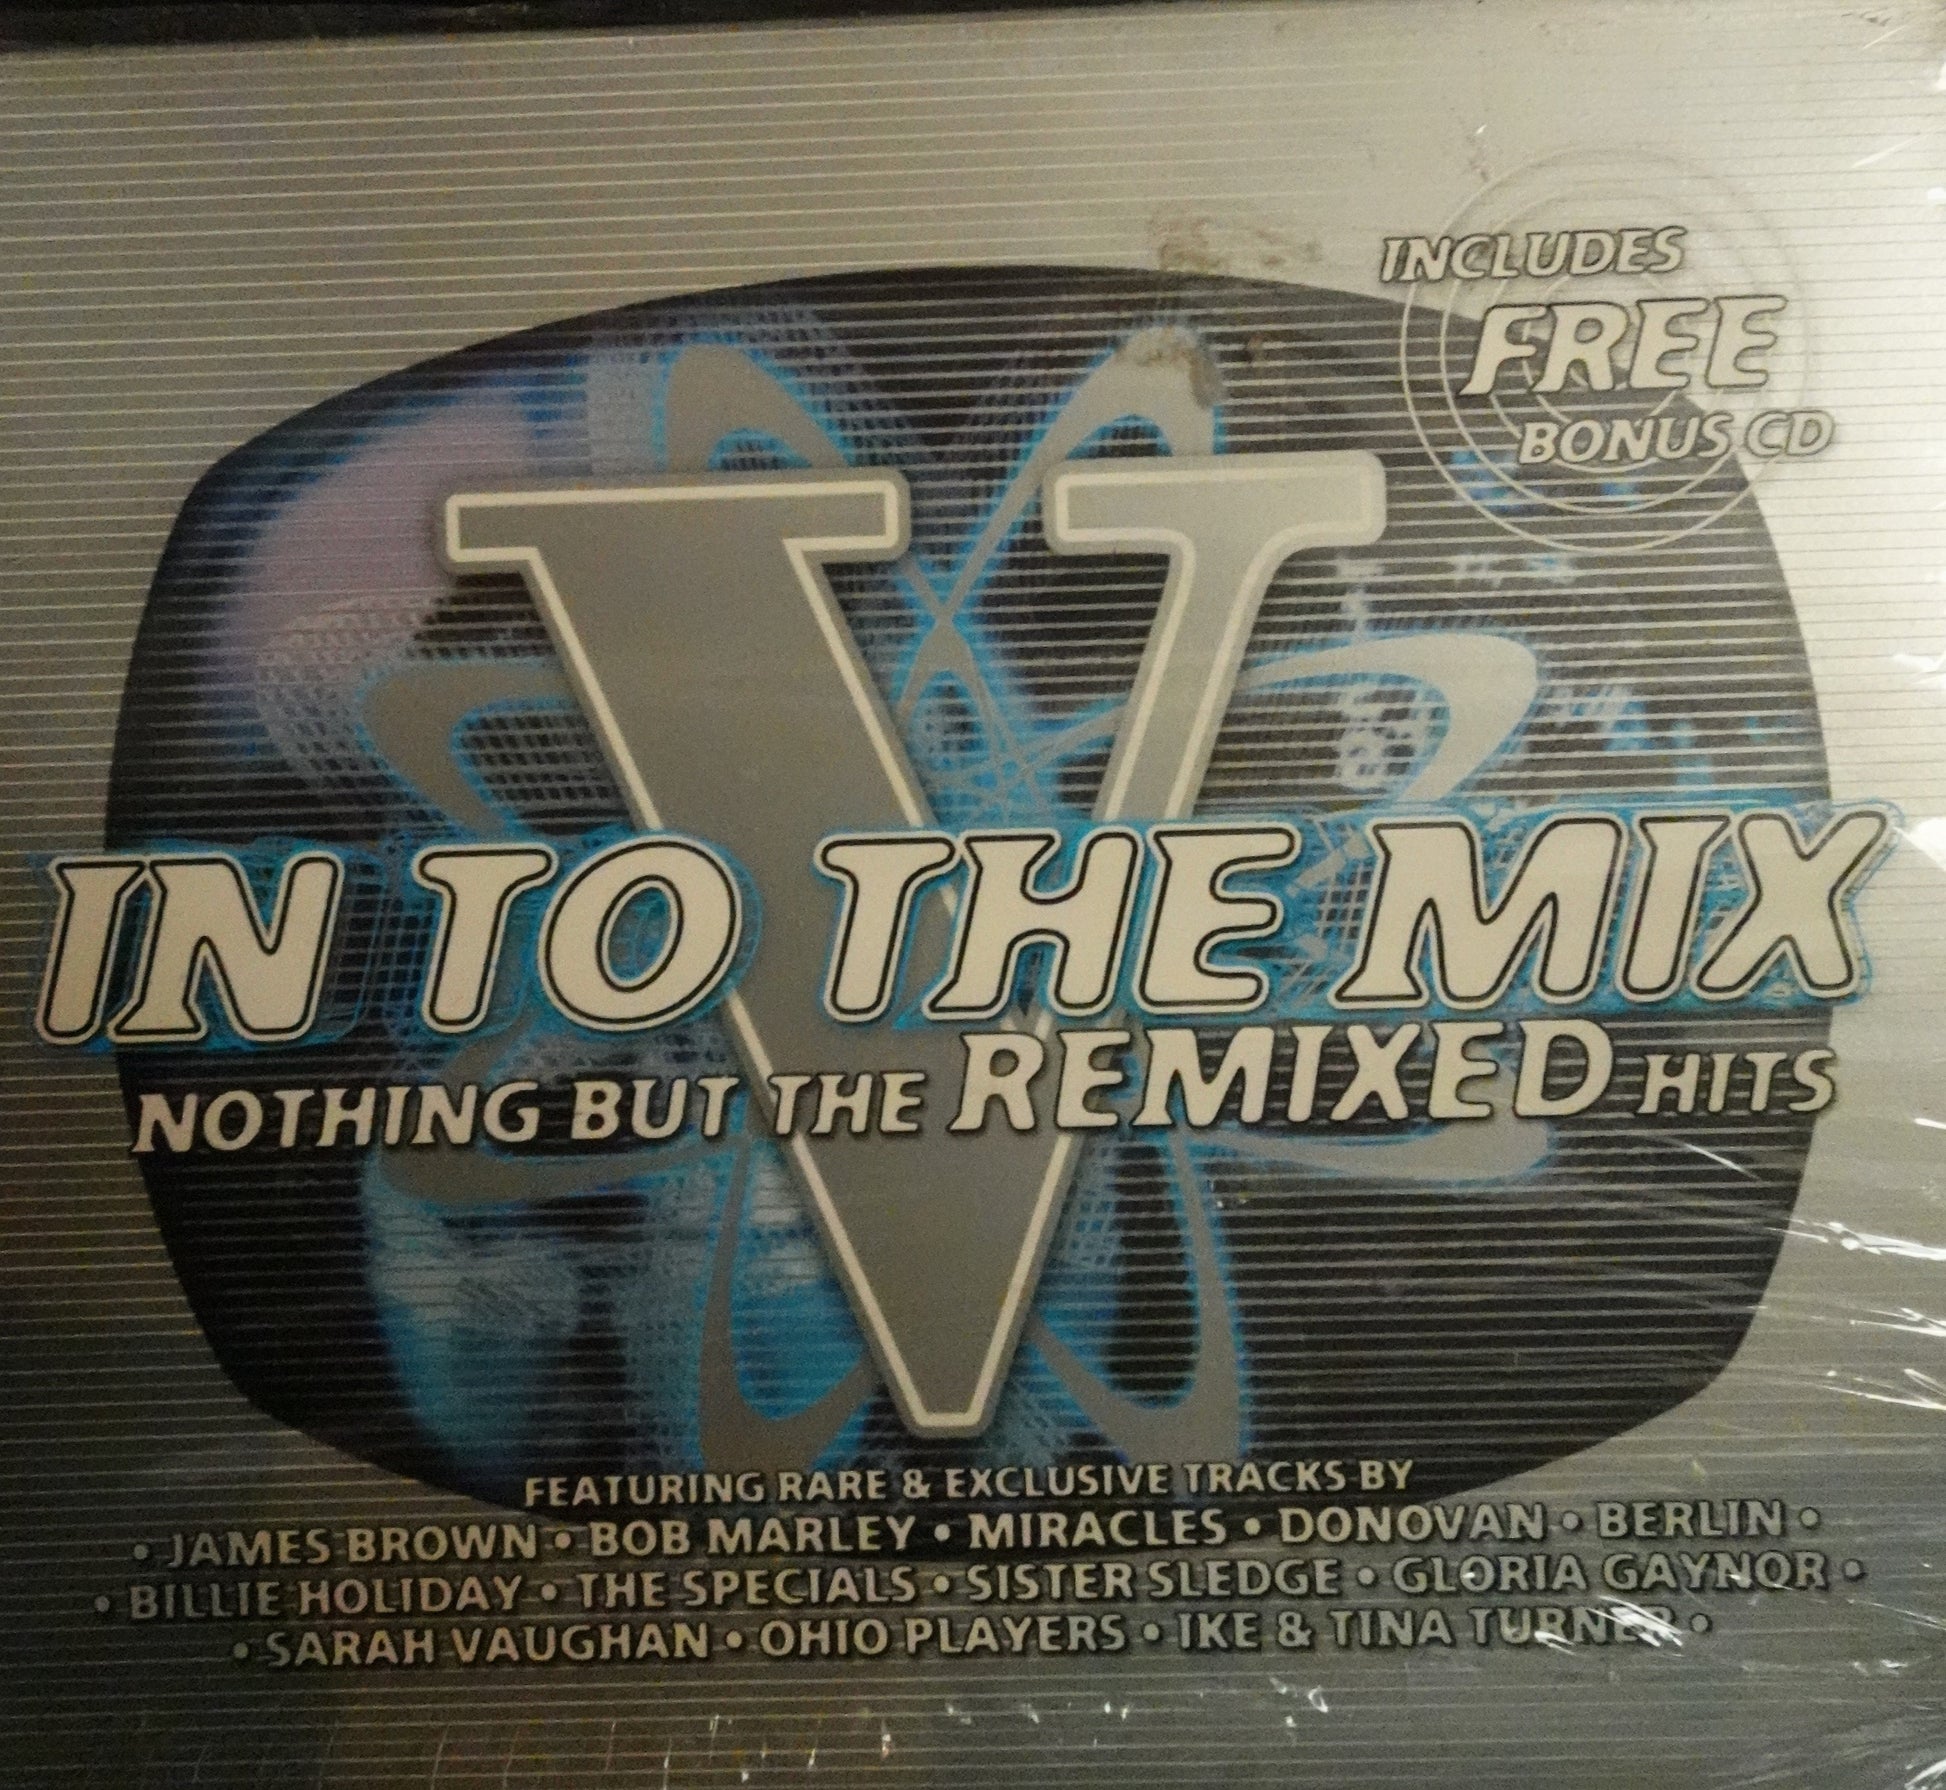 INCLUDES
FREE
BONUS CD
V
IN TO THE MIX
NOTHING BUT THE REMIXED HITS
FEATURING RARE & EXCLUSIVE TRACKS BY
• JAMES BROWN • BOB MARLEY • MIRACLES • DONOVAN • BERLIN •
• BILLIE HOLIDAY • THE SPECIALS • SISTER SLEDGE • GLORIA GAYNOR •
• SARAH VAUGHAN • OHIO PLAYERS • IKE & TINA TURNER •